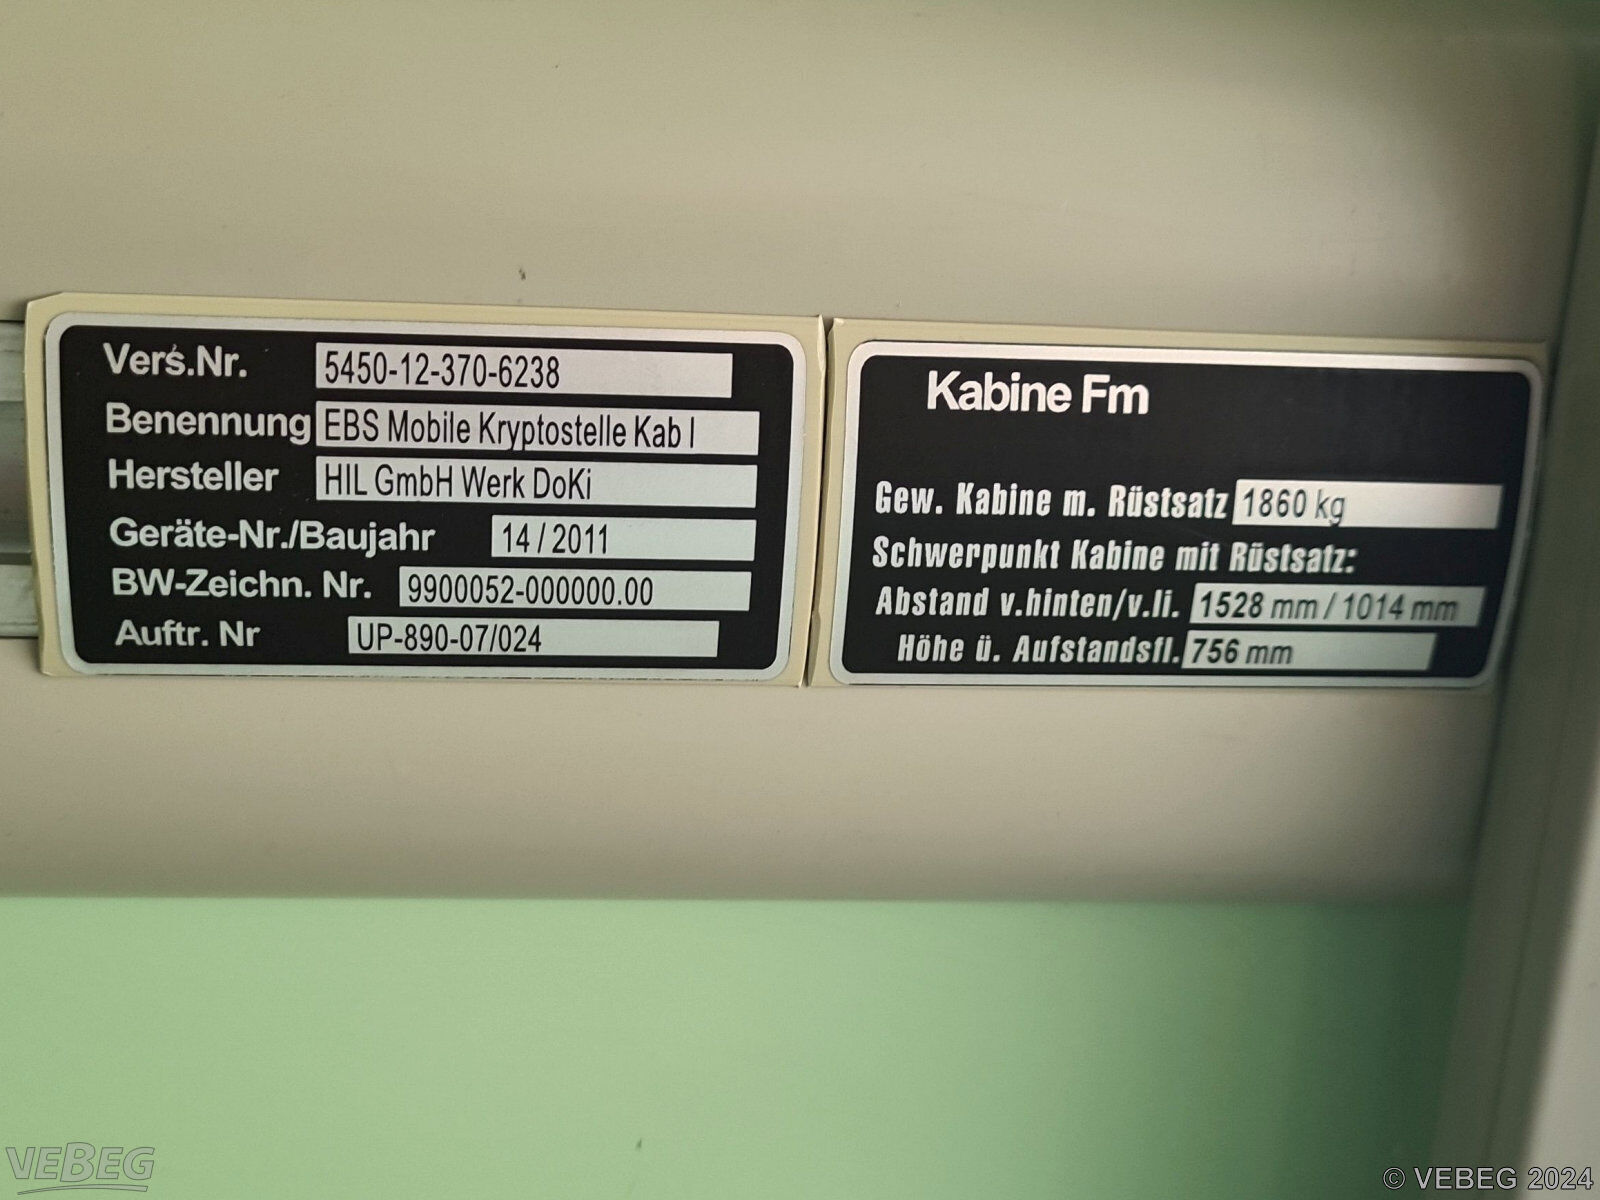 Vers.Nr. 5450-12-370-6238
Benennung EBS Mobile Kryptostelle Kab I
Hersteller HIL GmbH Werk DoKi
Geräte-Nr./Baujahr 14 / 2011
BW-Zeichn. Nr. 9900052-000000.00
Auftr. Nr UP-890-07/024
Kabine Fm
Gew. Kabine m. Rüstsatz 1860 kg
Schwerpunkt Kabine mit Rüstsatz:
Abstand v.hinten/v.li. 1528 mm / 1014 mm
Höhe ü. Aufstandsfl. 756 mm
VEBEG
© VEBEG 2024